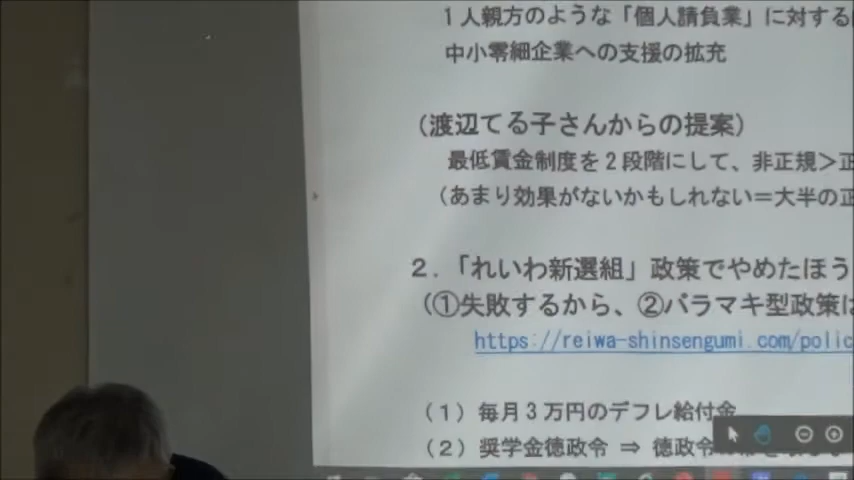 １人親方のような「個人請負業」に対する
中小零細企業への支援の拡充
（渡辺てる子さんからの提案）
最低賃金制度を２段階にして、非正規＞正
（あまり効果がないかもしれない＝大半の正
２．「れいわ新選組」政策でやめたほう
（①失敗するから、②バラマキ型政策は
https://reiwa-shinsengumi.com/polic
（１）毎月３万円のデフレ給付金
（２）奨学金徳政令 ⇒ 徳政令